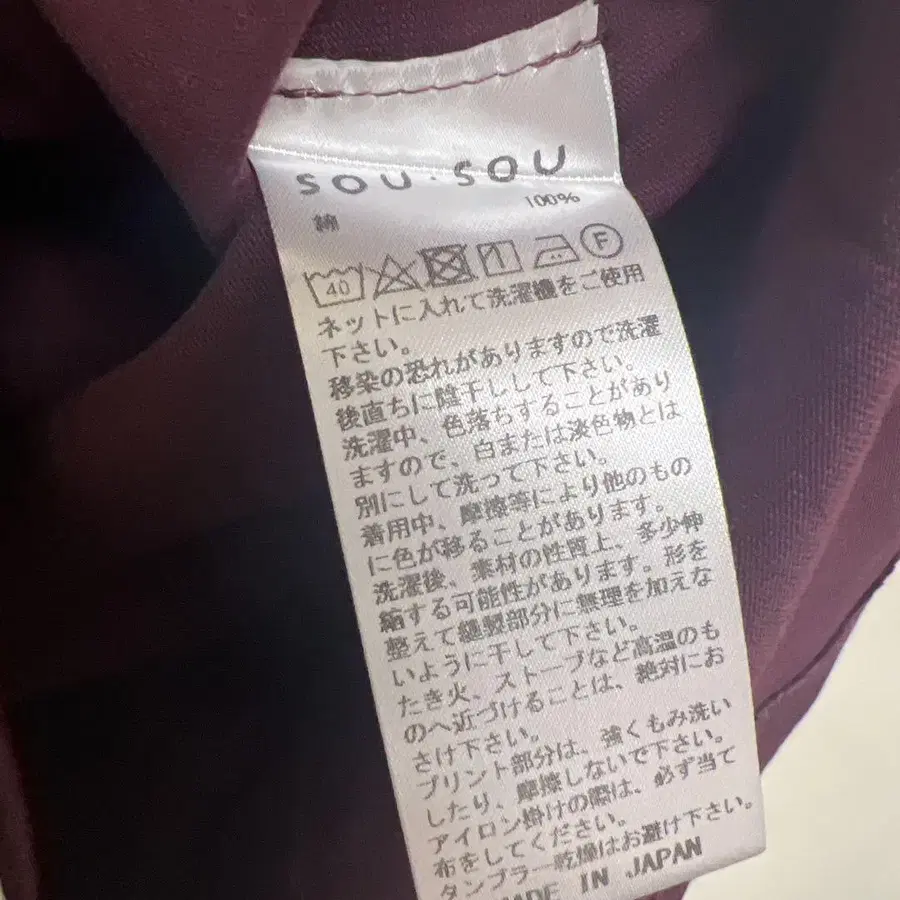 SOU・SOU
綿 100%
40 1 F
ネットに入れて洗濯機をご使用
下さい。
移染の恐れがありますので洗濯
後直ちに陰干しして下さい。
洗濯中、色落ちすることがあり
ますので、白または淡色物とは
別にして洗って下さい。
着用中、摩擦等により他のもの
に色が移ることがあります。
洗濯後、素材の性質上、多少伸
縮する可能性があります。形を
整えて縫製部分に無理を加えな
いように干して下さい。
たき火、ストーブなど高温のも
のへ近づけることは、絶対にお
さけ下さい。
プリント部分は、強くもみ洗い
したり、摩擦しないで下さい。
アイロン掛けの際は、必ず当て
布をしてください。
タンブラー乾燥はお避け下さい。
MADE IN JAPAN